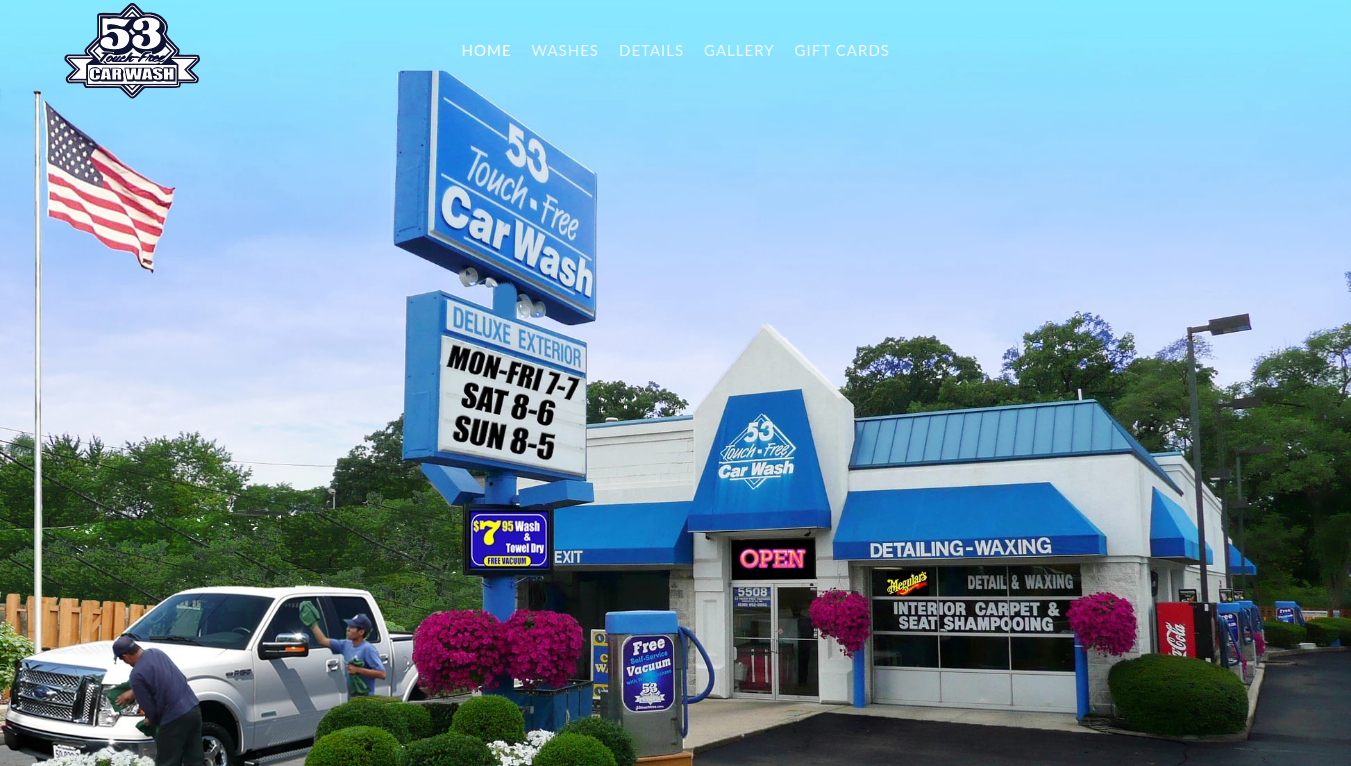 53
Touch-Free
CAR WASH
HOME WASHES DETAILS GALLERY GIFT CARDS
53
Touch-Free
Car Wash
DELUXE EXTERIOR
MON-FRI 7-7
SAT 8-6
SUN 8-5
$7 95 Wash
&
Towel Dry
FREE VACUUM
EXIT
53
Touch-Free
Car Wash
OPEN
5508
DETAILING-WAXING
Meguiar's
DETAIL & WAXING
INTERIOR CARPET &
SEAT SHAMPOOING
Free
Self-Service
Vacuum
53
Coca-Cola
Ford